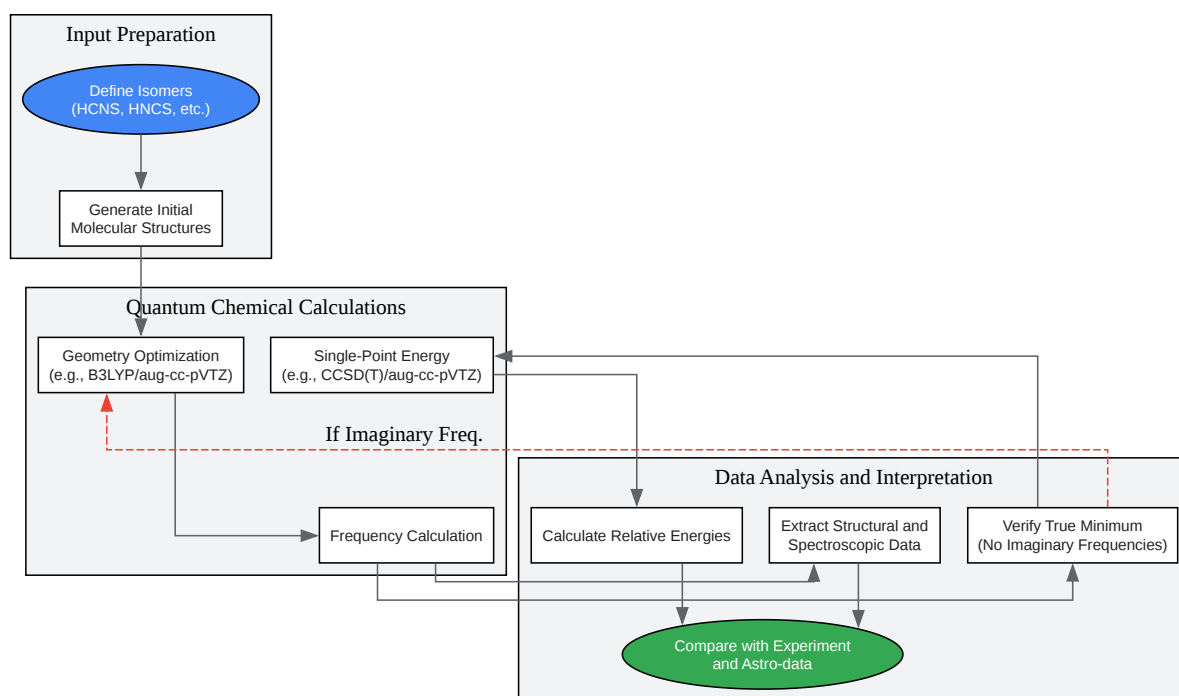 Input Preparation
Define Isomers
(HCNS, HNCS, etc.)
Generate Initial
Molecular Structures
Quantum Chemical Calculations
Geometry Optimization
(e.g., B3LYP/aug-cc-pVTZ)
Single-Point Energy
(e.g., CCSD(T)/aug-cc-pVTZ)
If Imaginary Freq.
Frequency Calculation
Data Analysis and Interpretation
Calculate Relative Energies
Extract Structural and
Spectroscopic Data
Verify True Minimum
(No Imaginary Frequencies)
Compare with Experiment
and Astro-data